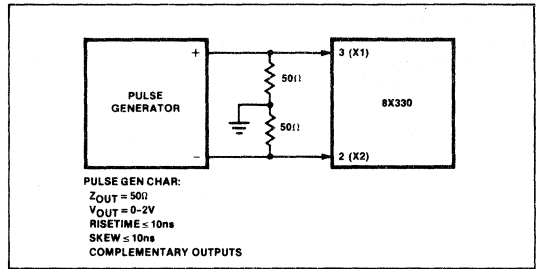 +
3 (X1)
50Ω
PULSE
GENERATOR
8X330
50Ω
−
2 (X2)
PULSE GEN CHAR:
ZOUT = 50Ω
VOUT = 0-2V
RISETIME ≤ 10ns
SKEW ≤ 10ns
COMPLEMENTARY OUTPUTS